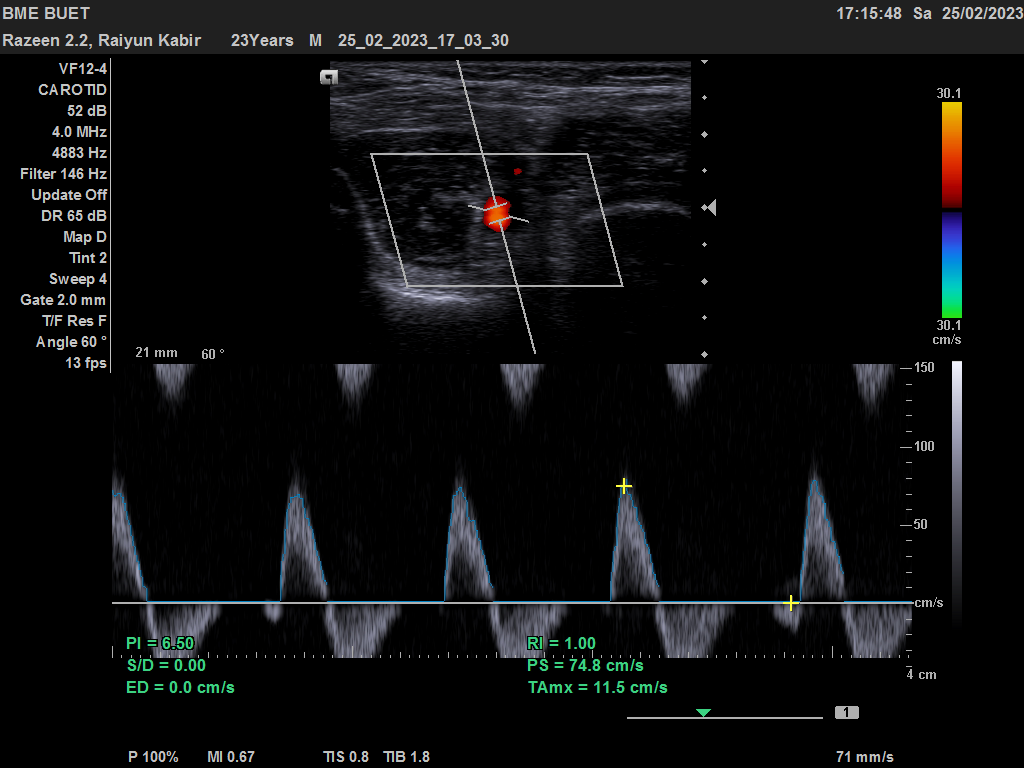 BME BUET 17:15:48 Sa 25/02/2023
Razeen 2.2, Raiyun Kabir 23Years M 25_02_2023_17_03_30
VF12-4
CAROTID
52 dB
4.0 MHz
4883 Hz
Filter 146 Hz
Update Off
DR 65 dB
Map D
Tint 2
Sweep 4
Gate 2.0 mm
T/F Res F
Angle 60 °
13 fps
30.1
30.1
cm/s
21 mm 60 °
150
100
50
cm/s
4 cm
PI = 6.50 RI = 1.00
S/D = 0.00 PS = 74.8 cm/s
ED = 0.0 cm/s TAmx = 11.5 cm/s
1
P 100% MI 0.67 TIS 0.8 TIB 1.8 71 mm/s